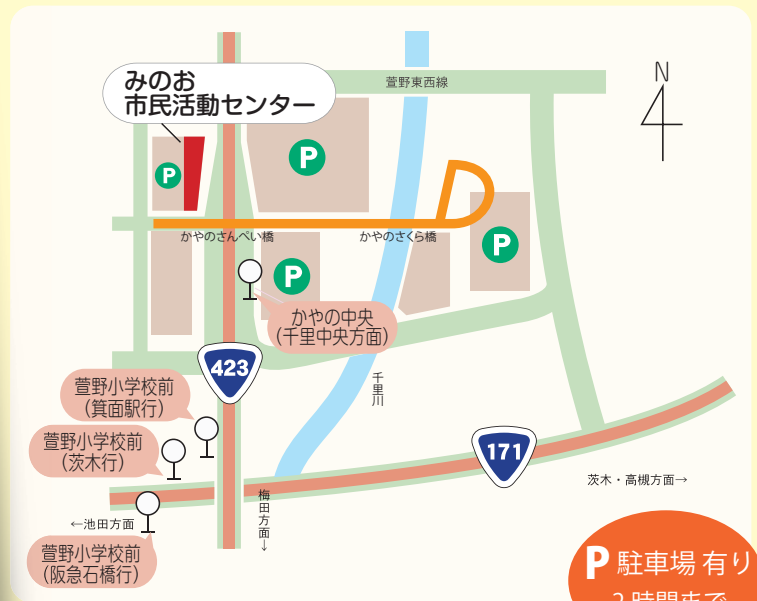 みのお
市民活動センター
萱野東西線
N
P
P
P
P
かやのさんぺい橋
かやのさくら橋
かやの中央
(千里中央方面)
423
千里川
萱野小学校前
(箕面駅行)
萱野小学校前
(茨木行)
171
茨木・高槻方面→
←池田方面
梅田方面↓
萱野小学校前
(阪急石橋行)
P 駐車場 有り
2時間まで